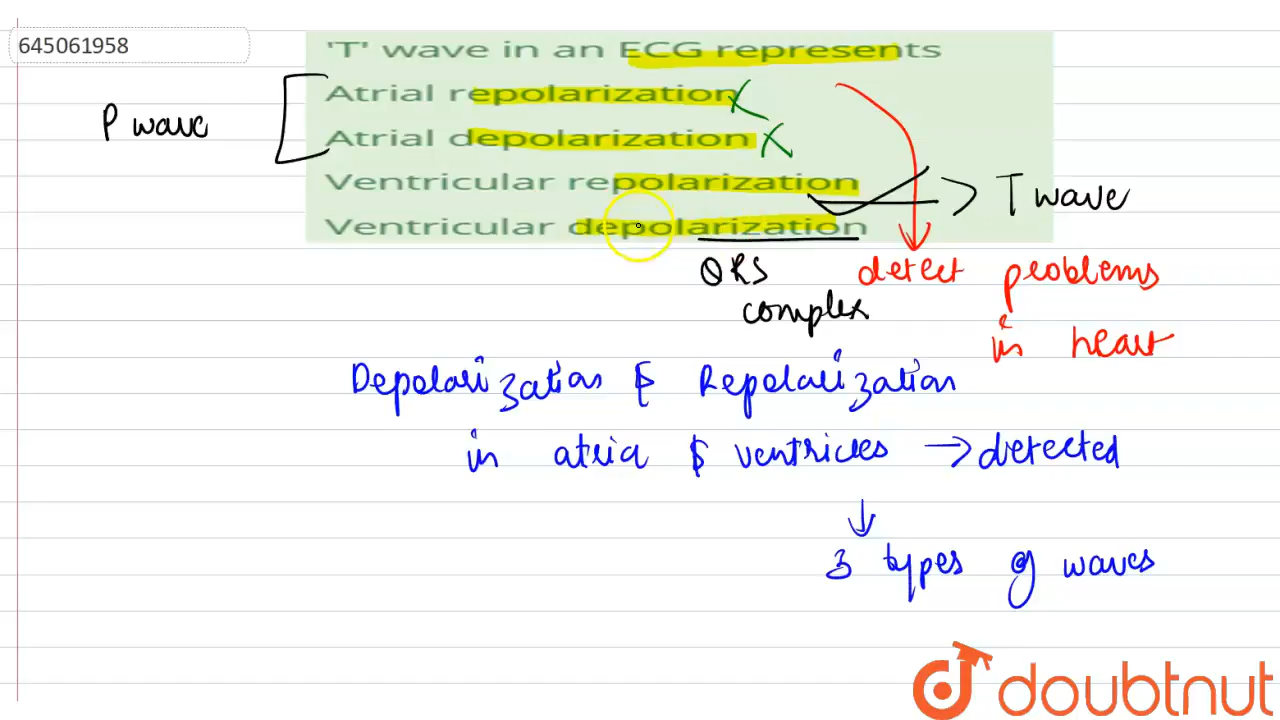 645061958
'T' wave in an ECG represents
Atrial repolarization
Atrial depolarization
P wave
Ventricular repolarization
T wave
Ventricular depolarization
QRS
complex
detect problems
in heart
Depolarization & Repolarization
in atria & ventricles → detected
↓
3 types of waves
doubtnut